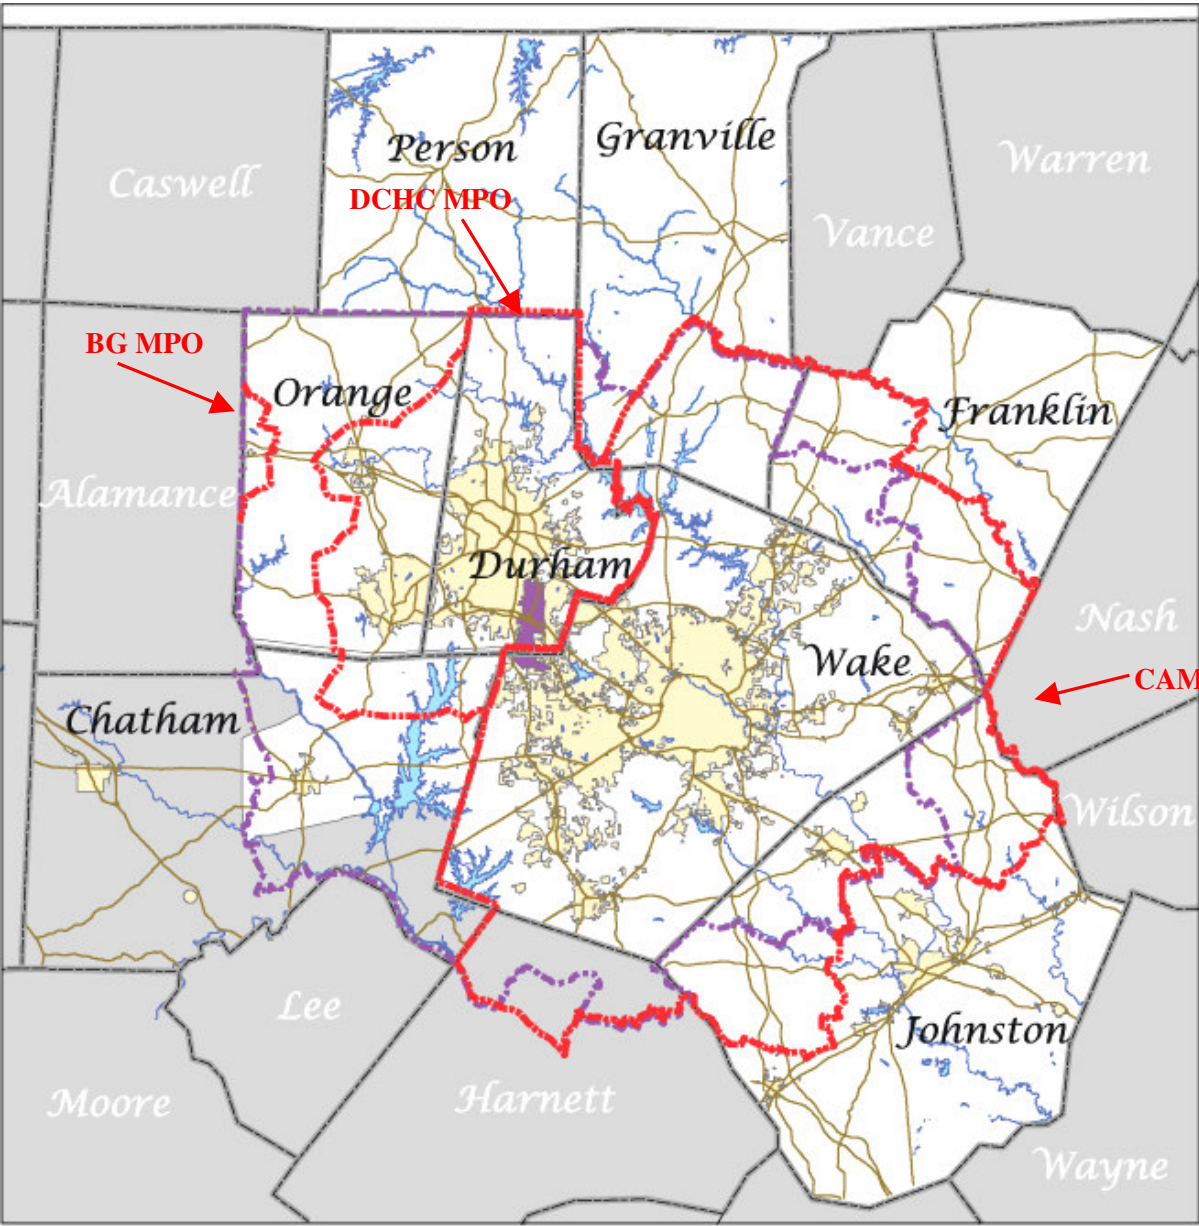 Person
Granville
Warren
Caswell
DCHC MPO
Vance
BG MPO
Orange
Franklin
Alamance
Durham
Nash
Wake
CAM
Chatham
Wilson
Lee
Johnston
Moore
Harnett
Wayne